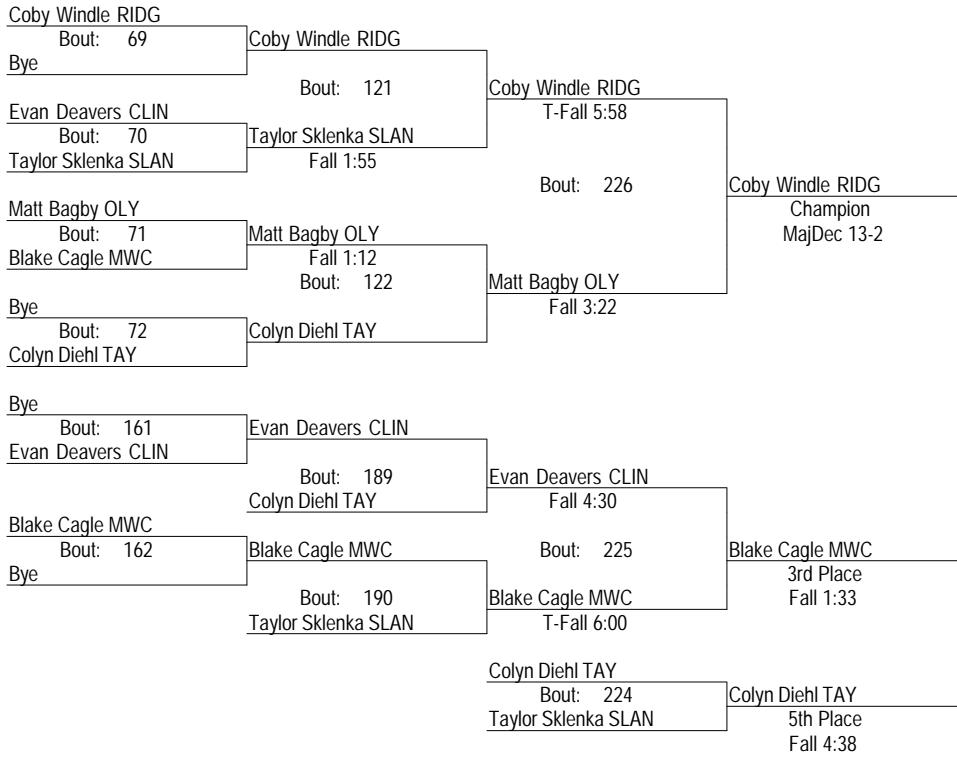 Coby Windle RIDG
Bout: 69
Bye
Coby Windle RIDG
Bout: 121
Evan Deavers CLIN
Bout: 70
Taylor Sklenka SLAN
Taylor Sklenka SLAN
Fall 1:55
Coby Windle RIDG
T-Fall 5:58
Bout: 226
Matt Bagby OLY
Bout: 71
Blake Cagle MWC
Matt Bagby OLY
Fall 1:12
Bout: 122
Bye
Bout: 72
Colyn Diehl TAY
Colyn Diehl TAY
Matt Bagby OLY
Fall 3:22
Coby Windle RIDG
Champion
MajDec 13-2
Bye
Bout: 161
Evan Deavers CLIN
Evan Deavers CLIN
Bout: 189
Colyn Diehl TAY
Evan Deavers CLIN
Fall 4:30
Blake Cagle MWC
Bout: 162
Bye
Blake Cagle MWC
Bout: 190
Taylor Sklenka SLAN
Bout: 225
Blake Cagle MWC
T-Fall 6:00
Blake Cagle MWC
3rd Place
Fall 1:33
Colyn Diehl TAY
Bout: 224
Taylor Sklenka SLAN
Colyn Diehl TAY
5th Place
Fall 4:38